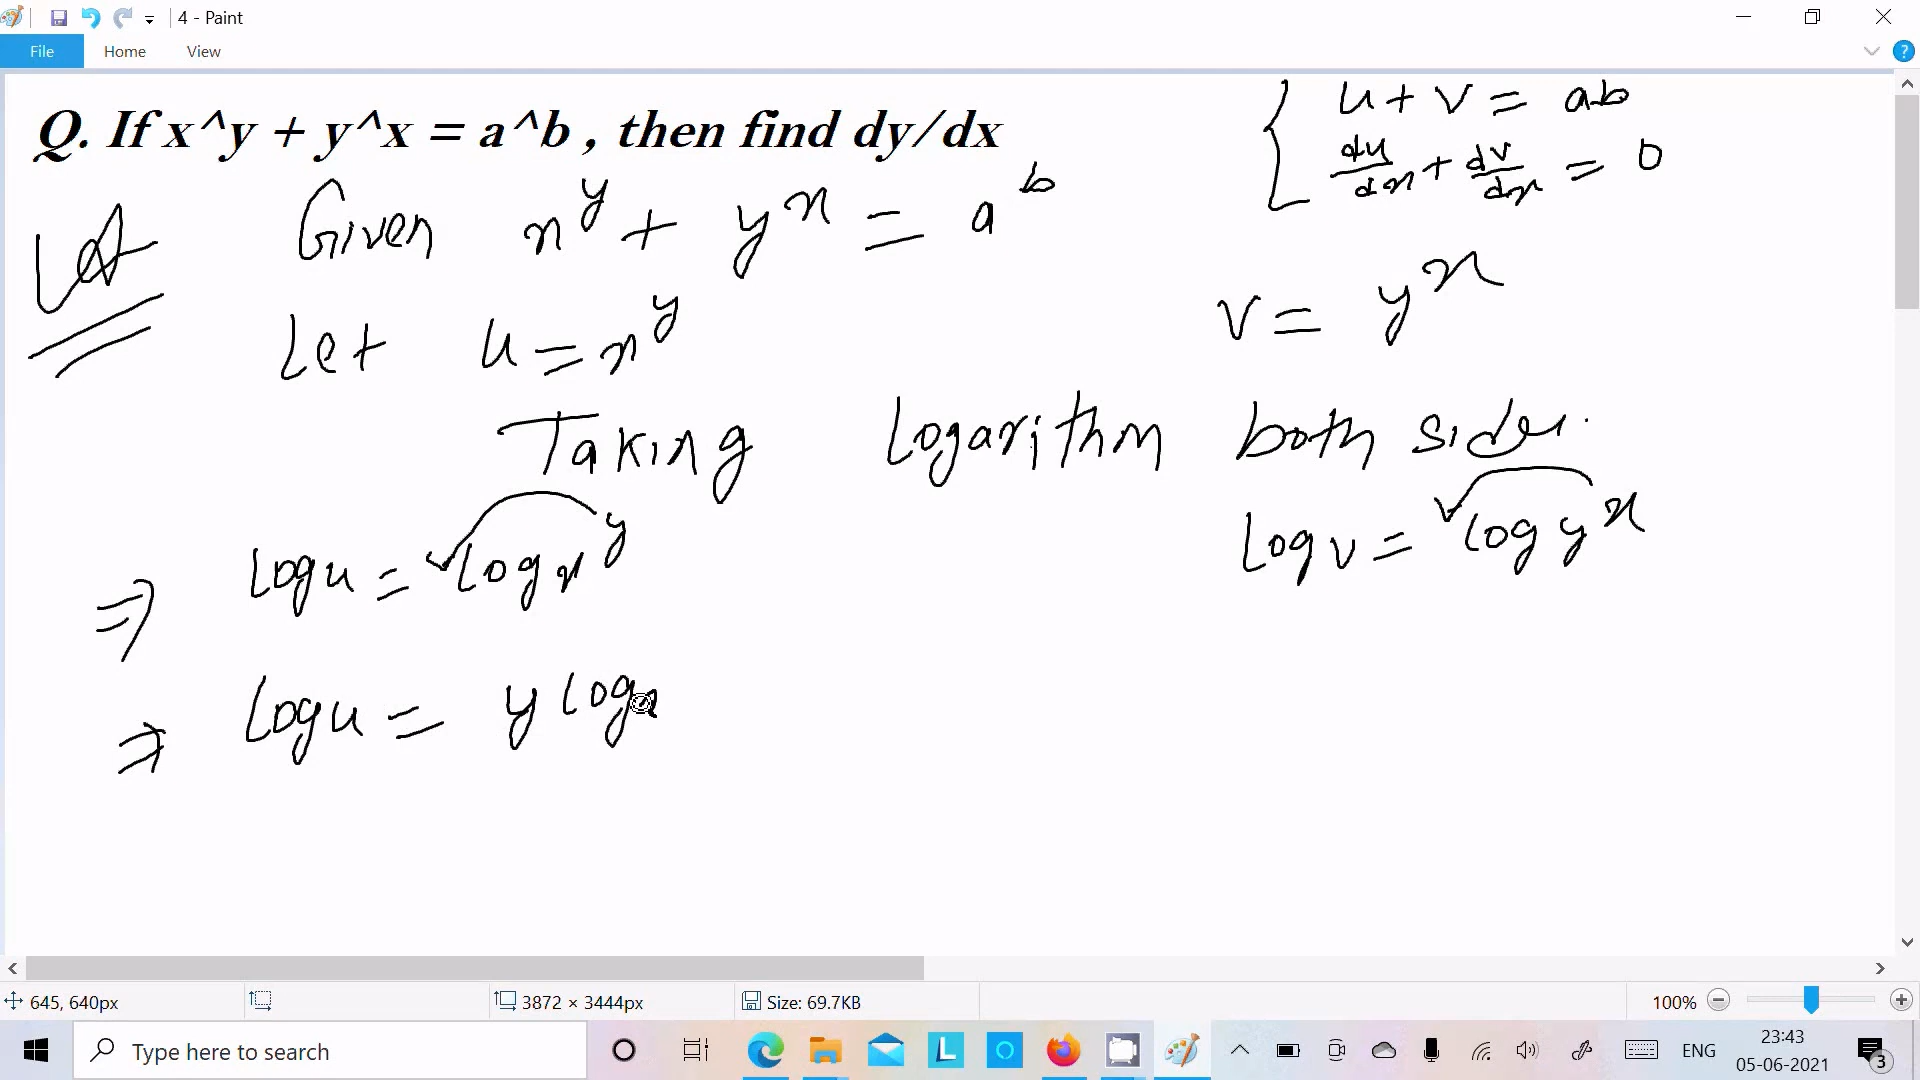 4 - Paint
File Home View
Q. If x^y + y^x = a^b , then find dy/dx
u + v = ab
du/dx + dv/dx = 0
Given x^y + y^x = a^b
Let u = x^y
v = y^x
Taking Logarithm both sides.
⇒ Log u = log x^y
Log v = log y^x
⇒ Log u = y log
645, 640px
3872 × 3444px
Size: 69.7KB
100%
Type here to search
ENG
23:43
05-06-2021
3